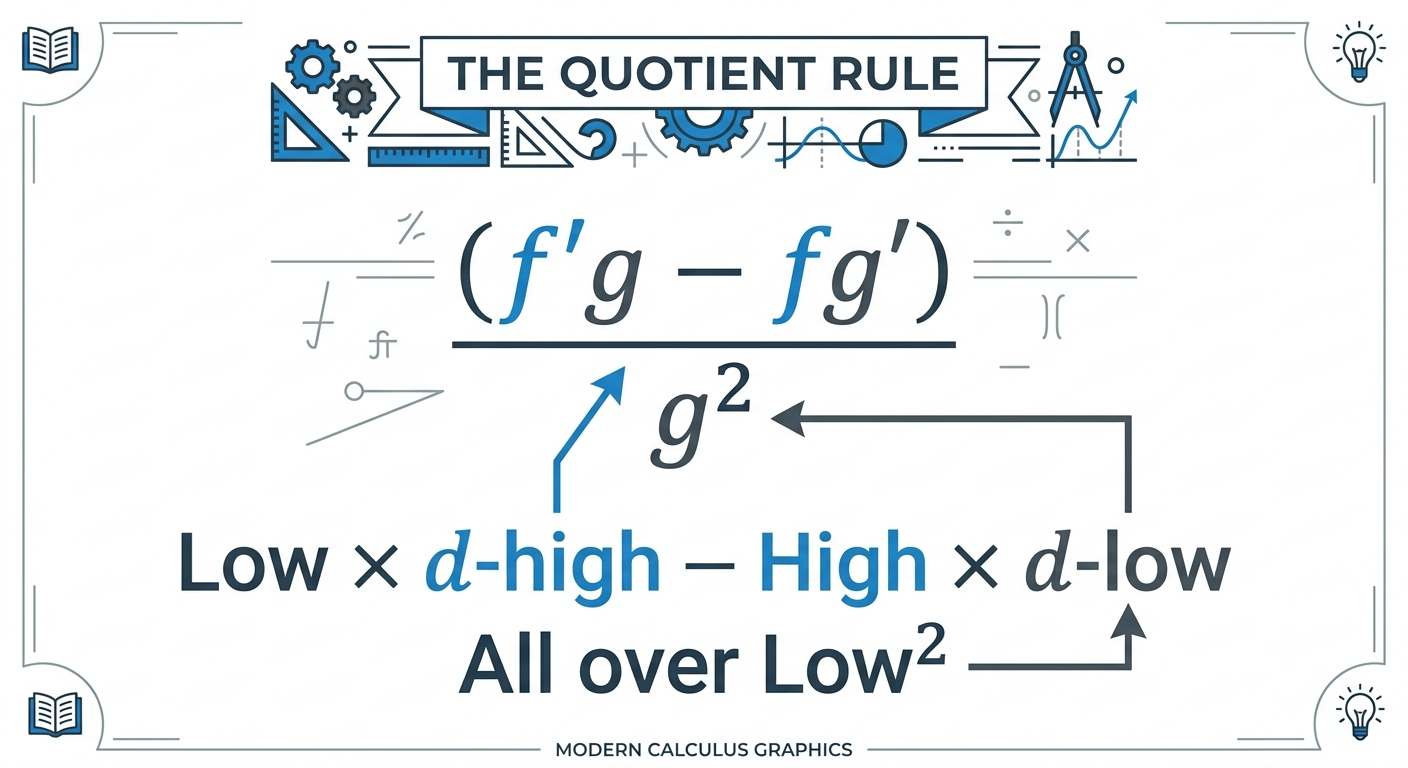 THE QUOTIENT RULE
(f′g − fg′)
g²
Low × d-high − High × d-low
All over Low²
MODERN CALCULUS GRAPHICS